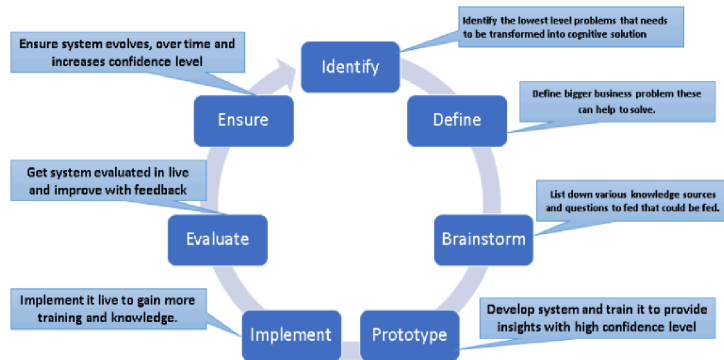 Identify the lowest level problems that needs
to be transformed into cognitive solution
Identify
Define bigger business problem these
can help to solve.
Define
List down various knowledge sources
and questions to fed that could be fed.
Brainstorm
Develop system and train it to provide
insights with high confidence level
Prototype
Implement it live to gain more
training and knowledge.
Implement
Get system evaluated in live
and improve with feedback
Evaluate
Ensure system evolves, over time and
increases confidence level
Ensure